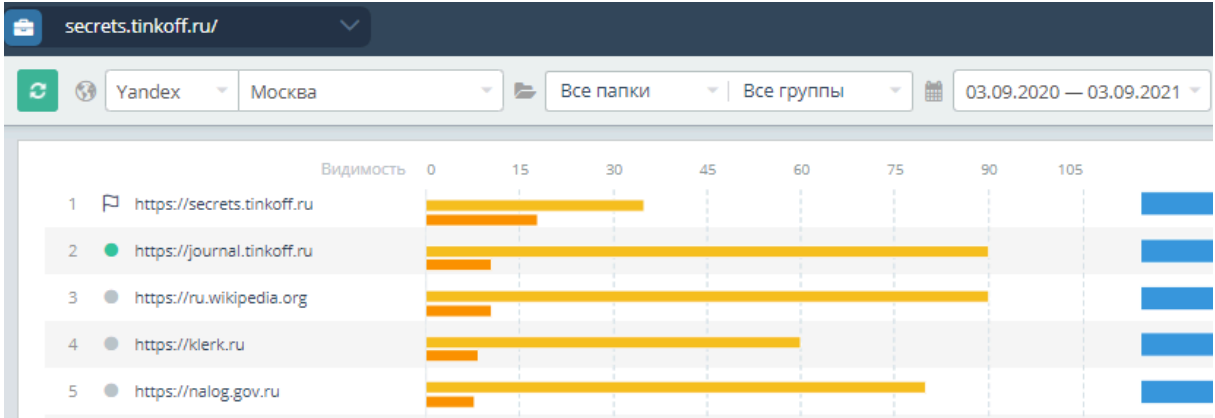 secrets.tinkoff.ru/
Yandex Москва Все папки Все группы 03.09.2020 — 03.09.2021
Видимость 0 15 30 45 60 75 90 105
1 https://secrets.tinkoff.ru
2 https://journal.tinkoff.ru
3 https://ru.wikipedia.org
4 https://klerk.ru
5 https://nalog.gov.ru